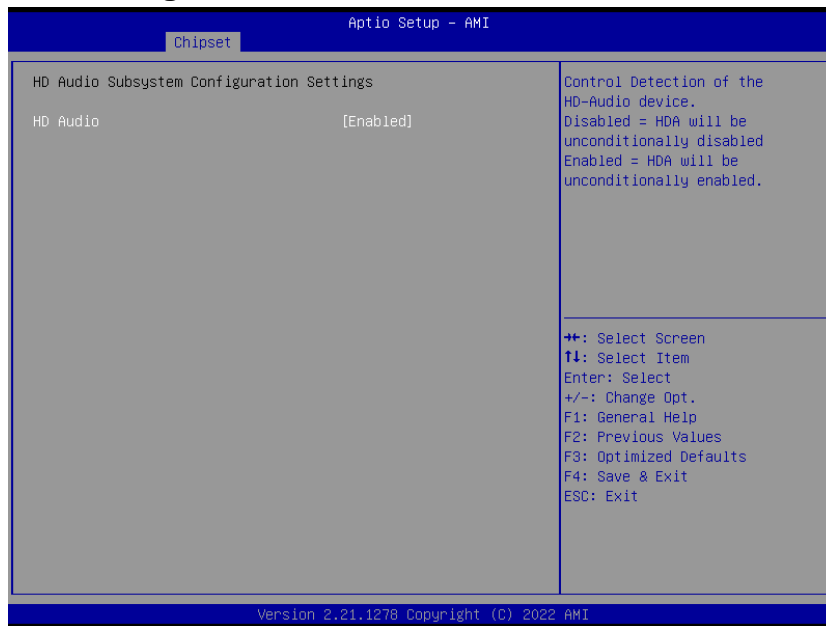 Aptio Setup – AMI
Chipset
HD Audio Subsystem Configuration Settings
HD Audio [Enabled]
Control Detection of the
HD-Audio device.
Disabled = HDA will be
unconditionally disabled
Enabled = HDA will be
unconditionally enabled.
→←: Select Screen
↑↓: Select Item
Enter: Select
+/-: Change Opt.
F1: General Help
F2: Previous Values
F3: Optimized Defaults
F4: Save & Exit
ESC: Exit
Version 2.21.1278 Copyright (C) 2022 AMI